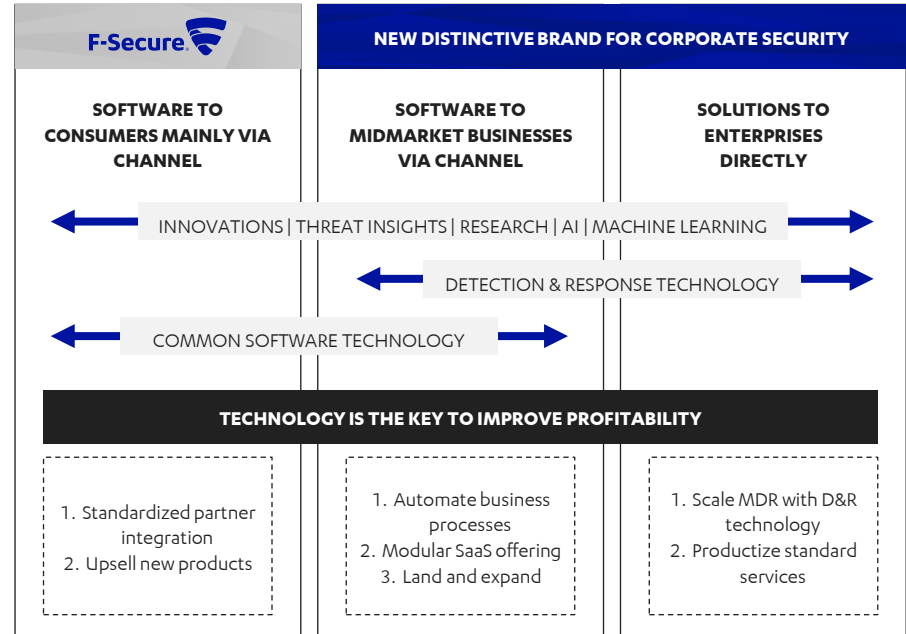 F-Secure.
NEW DISTINCTIVE BRAND FOR CORPORATE SECURITY
SOFTWARE TO
CONSUMERS MAINLY VIA
CHANNEL
SOFTWARE TO
MIDMARKET BUSINESSES
VIA CHANNEL
SOLUTIONS TO
ENTERPRISES
DIRECTLY
INNOVATIONS | THREAT INSIGHTS | RESEARCH | AI | MACHINE LEARNING
DETECTION & RESPONSE TECHNOLOGY
COMMON SOFTWARE TECHNOLOGY
TECHNOLOGY IS THE KEY TO IMPROVE PROFITABILITY
1. Standardized partner
integration
2. Upsell new products
1. Automate business
processes
2. Modular SaaS offering
3. Land and expand
1. Scale MDR with D&R
technology
2. Productize standard
services